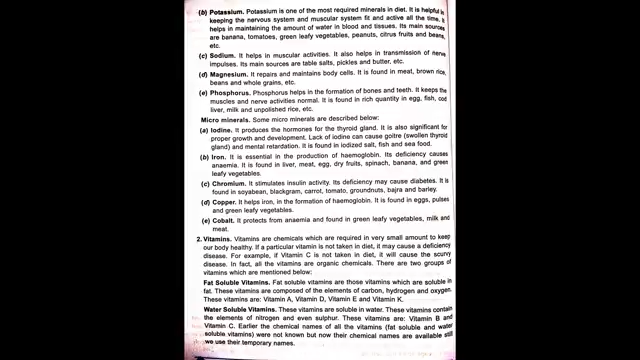 (b) Potassium. Potassium is one of the most required minerals in diet. It is helpful in
keeping the nervous system and muscular system fit and active all the time. It
helps in maintaining the amount of water in blood and tissues. Its main sources
are banana, tomatoes, green leafy vegetables, peanuts, citrus fruits and beans,
etc.
(c) Sodium. It helps in muscular activities. It also helps in transmission of nerve
impulses. Its main sources are table salts, pickles and butter, etc.
(d) Magnesium. It repairs and maintains body cells. It is found in meat, brown rice,
beans and whole grains, etc.
(e) Phosphorus. Phosphorus helps in the formation of bones and teeth. It keeps the
muscles and nerve activities normal. It is found in rich quantity in egg, fish, cod
liver, milk and unpolished rice, etc.
Micro minerals. Some micro minerals are described below:
(a) Iodine. It produces the hormones for the thyroid gland. It is also significant for
proper growth and development. Lack of iodine can cause goitre (swollen thyroid
gland) and mental retardation. It is found in iodized salt, fish and sea food.
(b) Iron. It is essential in the production of haemoglobin. Its deficiency causes
anaemia. It is found in liver, meat, egg, dry fruits, spinach, banana, and green
leafy vegetables.
(c) Chromium. It stimulates insulin activity. Its deficiency may cause diabetes. It is
found in soyabean, blackgram, carrot, tomato, groundnuts, bajra and barley.
(d) Copper. It helps iron, in the formation of haemoglobin. It is found in eggs, pulses
and green leafy vegetables.
(e) Cobalt. It protects from anaemia and found in green leafy vegetables, milk and
meat.
2. Vitamins. Vitamins are chemicals which are required in very small amount to keep
our body healthy. If a particular vitamin is not taken in diet, it may cause a deficiency
disease. For example, if Vitamin C is not taken in diet, it will cause the scurvy
disease. In fact, all the vitamins are organic chemicals. There are two groups of
vitamins which are mentioned below:
Fat Soluble Vitamins. Fat soluble vitamins are those vitamins which are soluble in
fat. These vitamins are composed of the elements of carbon, hydrogen and oxygen.
These vitamins are: Vitamin A, Vitamin D, Vitamin E and Vitamin K.
Water Soluble Vitamins. These vitamins are soluble in water. These vitamins contain
the elements of nitrogen and even sulphur. These vitamins are: Vitamin B and
Vitamin C. Earlier the chemical names of all the vitamins (fat soluble and water
soluble vitamins) were not known but now their chemical names are available still
we use their temporary names.